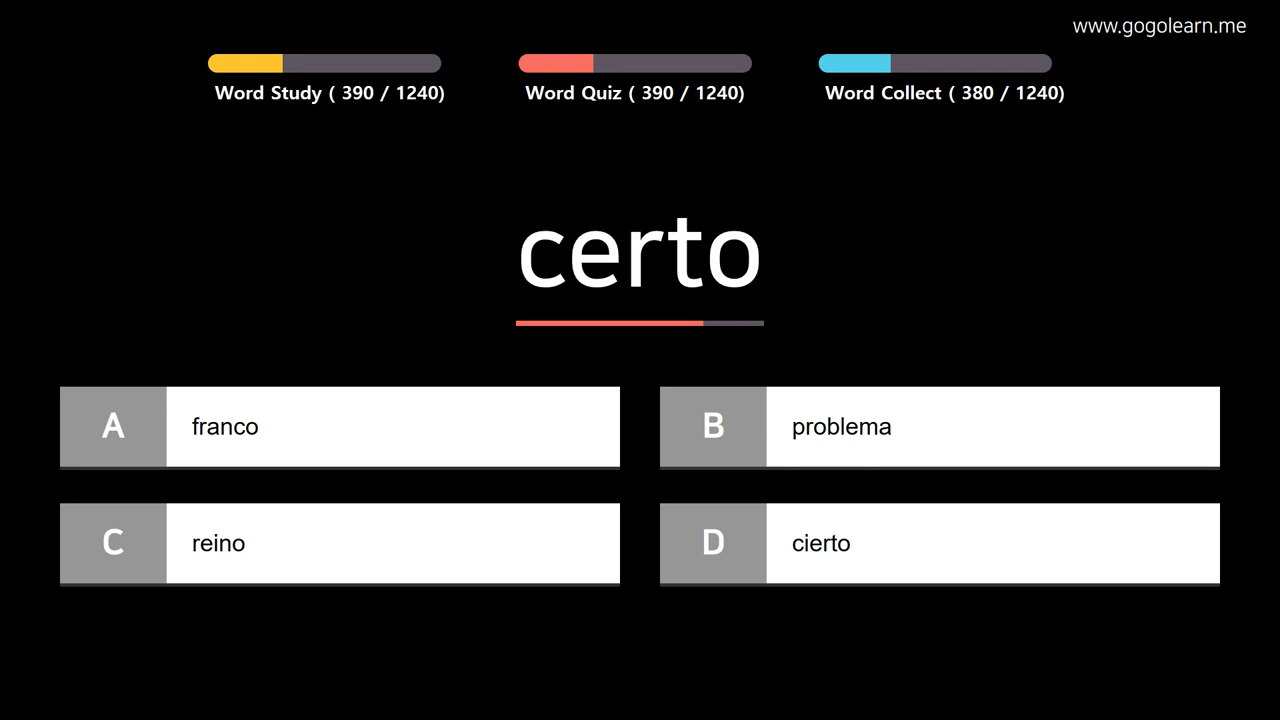 www.gogolearn.me
Word Study ( 390 / 1240)
Word Quiz ( 390 / 1240)
Word Collect ( 380 / 1240)
certo
A franco
B problema
C reino
D cierto